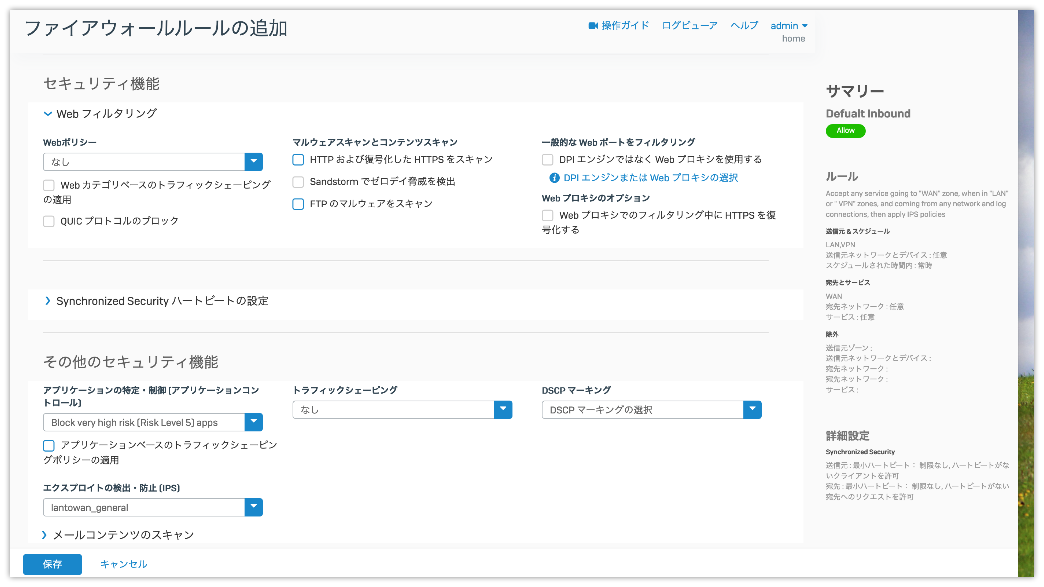 ファイアウォールルールの追加
操作ガイド ログビューア ヘルプ admin
home
セキュリティ機能
Web フィルタリング
Webポリシー
なし
Web カテゴリベースのトラフィックシェーピング
の適用
QUIC プロトコルのブロック
マルウェアスキャンとコンテンツスキャン
HTTP および復号化した HTTPS をスキャン
Sandstorm でゼロデイ脅威を検出
FTP のマルウェアをスキャン
一般的な Web ポートをフィルタリング
DPI エンジンではなく Web プロキシを使用する
DPI エンジンまたは Web プロキシの選択
Web プロキシのオプション
Web プロキシでのフィルタリング中に HTTPS を復
号化する
Synchronized Security ハートビートの設定
その他のセキュリティ機能
アプリケーションの特定・制御 (アプリケーションコン
トロール)
Block very high risk (Risk Level 5) apps
アプリケーションベースのトラフィックシェーピン
グポリシーの適用
トラフィックシェーピング
なし
DSCP マーキング
DSCP マーキングの選択
エクスプロイトの検出・防止 (IPS)
lantowan_general
メールコンテンツのスキャン
保存 キャンセル
サマリー
Defualt Inbound
Allow
ルール
Accept any service going to "WAN" zone, when in "LAN"
or " VPN" zones, and coming from any network and log
connections, then apply IPS policies
送信元 & スケジュール
LAN,VPN
送信元ネットワークとデバイス : 任意
スケジュールされた時間内 : 常時
宛先とサービス
WAN
宛先ネットワーク : 任意
サービス : 任意
除外
送信元ゾーン :
送信元ネットワークとデバイス :
宛先ネットワーク :
宛先ネットワーク :
サービス :
詳細設定
Synchronized Security
送信元 : 最小ハートビート : 制限なし, ハートビートがな
いクライアントを許可
宛先 : 最小ハートビート : 制限なし, ハートビートがない
宛先へのリクエストを許可